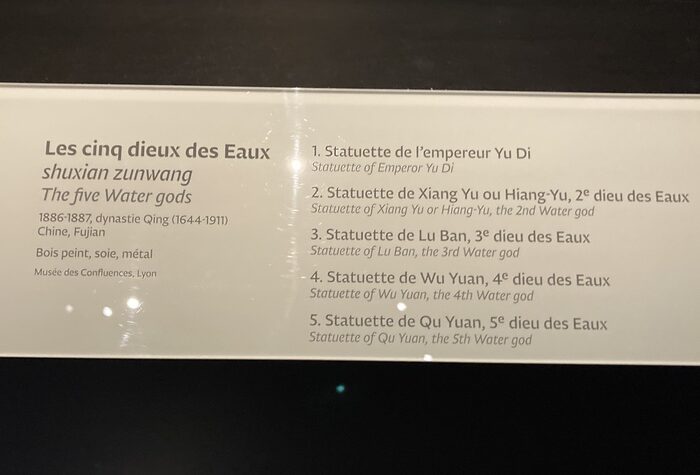 Les cinq dieux des Eaux
shuxian zunwang
The five Water gods
1886-1887, dynastie Qing (1644-1911)
Chine, Fujian
Bois peint, soie, métal
Musée des Confluences, Lyon
1. Statuette de l'empereur Yu Di
Statuette of Emperor Yu Di
2. Statuette de Xiang Yu ou Hiang-Yu, 2e dieu des Eaux
Statuette of Xiang Yu or Hiang-Yu, the 2nd Water god
3. Statuette de Lu Ban, 3e dieu des Eaux
Statuette of Lu Ban, the 3rd Water god
4. Statuette de Wu Yuan, 4e dieu des Eaux
Statuette of Wu Yuan, the 4th Water god
5. Statuette de Qu Yuan, 5e dieu des Eaux
Statuette of Qu Yuan, the 5th Water god